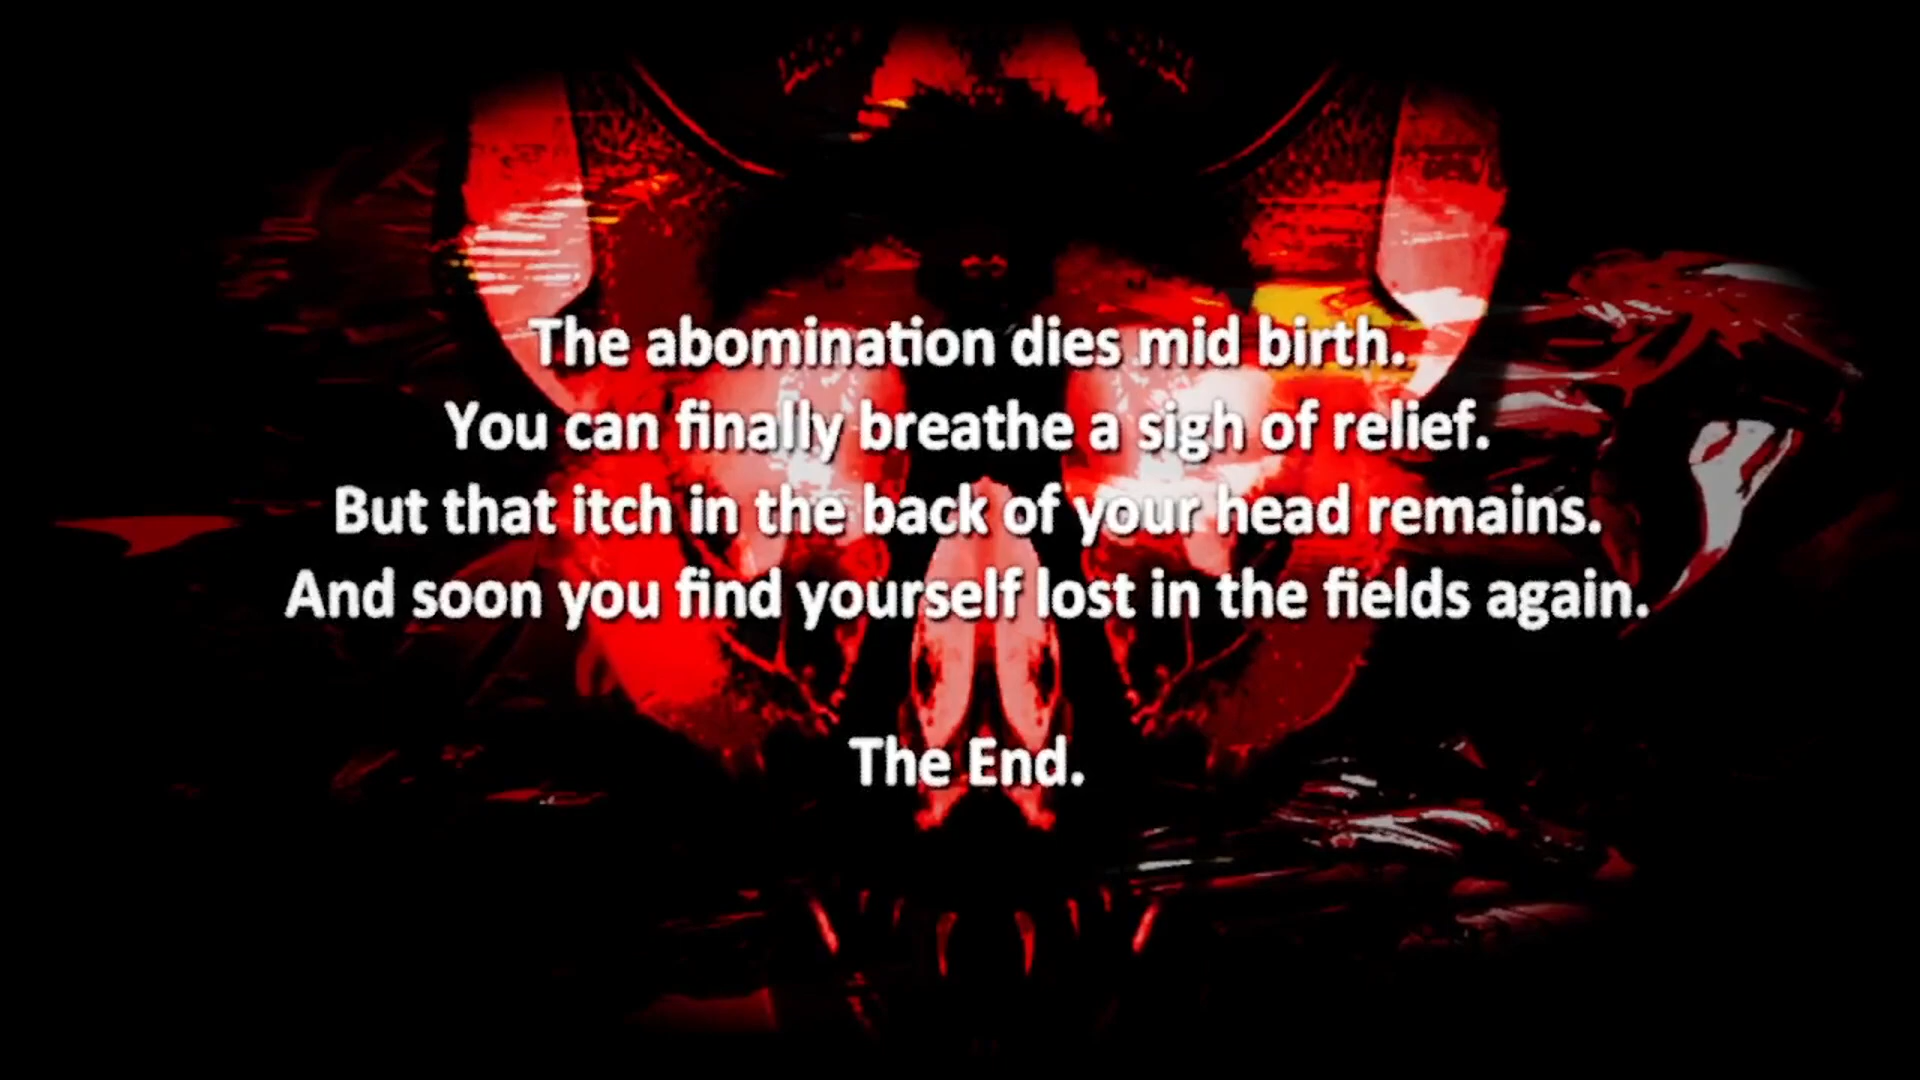 The abomination dies mid birth.
You can finally breathe a sigh of relief.
But that itch in the back of your head remains.
And soon you find yourself lost in the fields again.
The End.